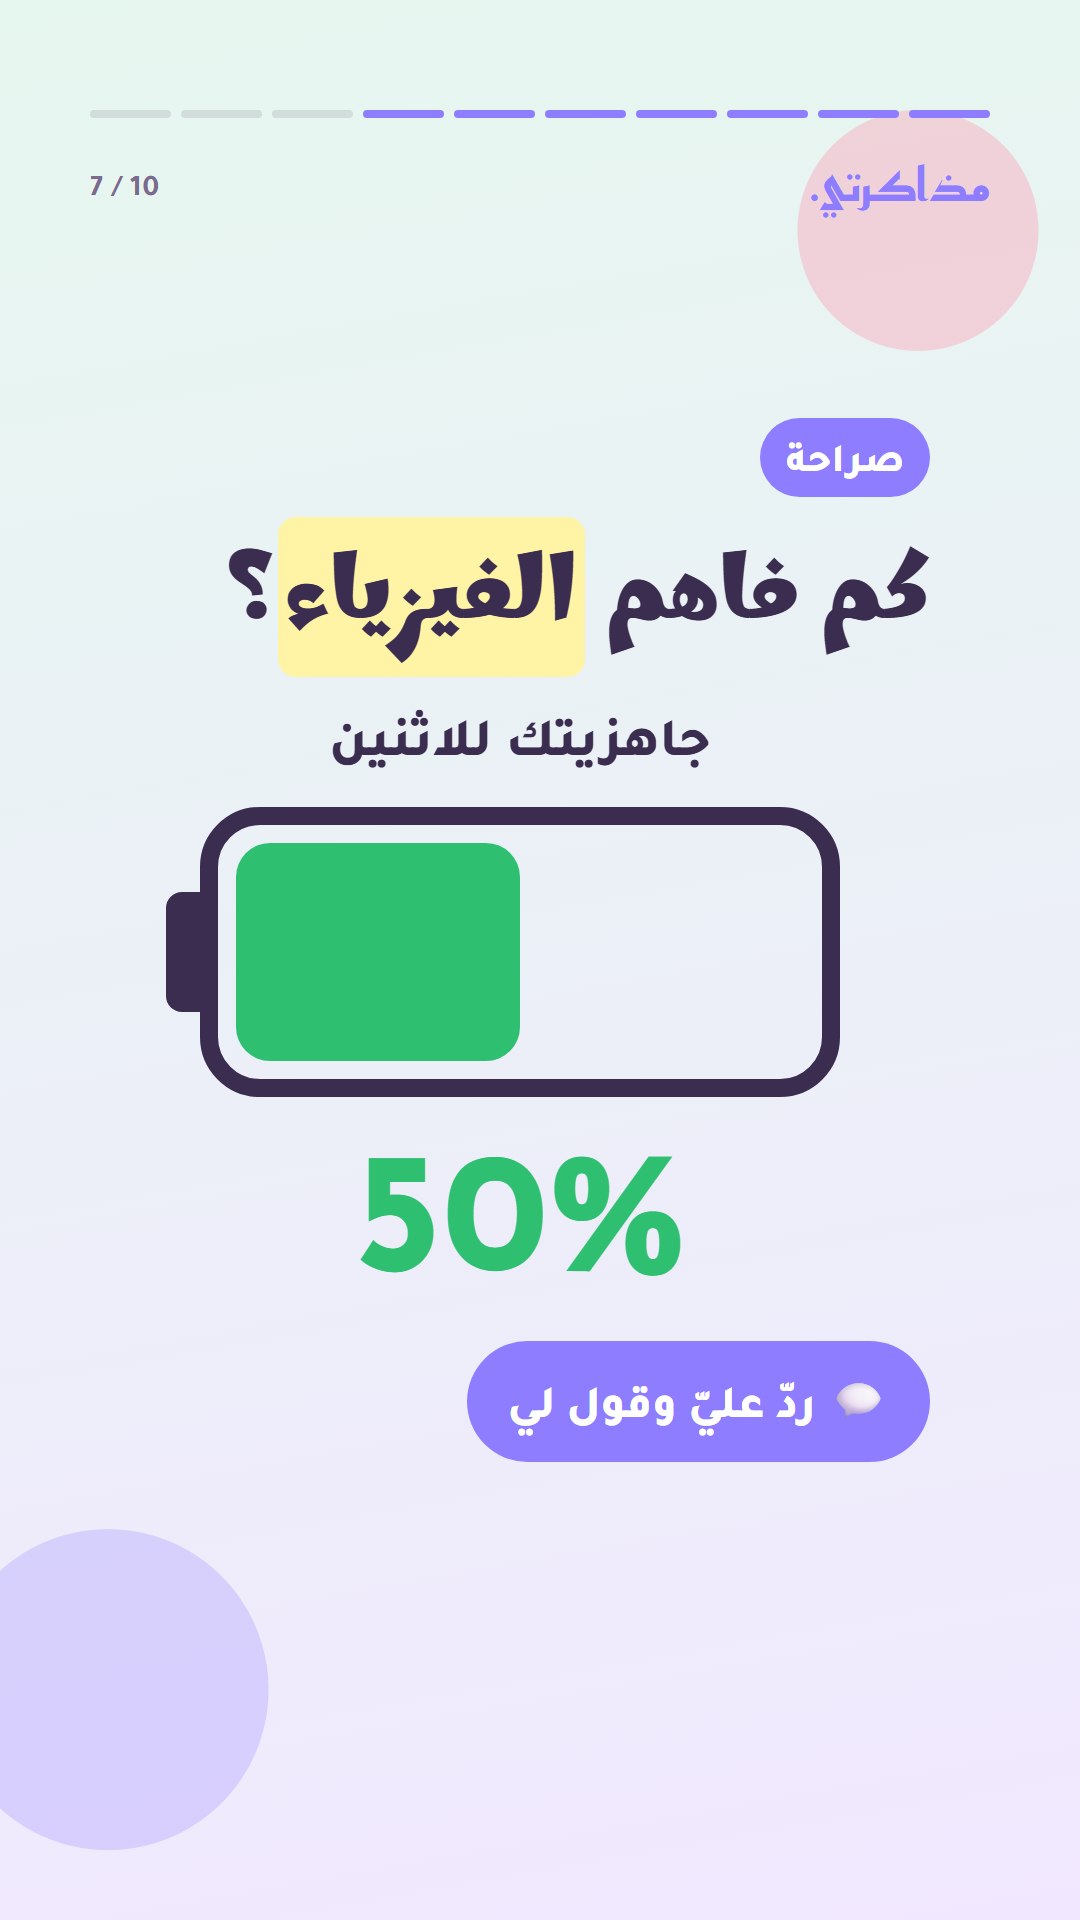 مذاكرتي.
7 / 10
صراحة
كم فاهم الفيزياء؟
جاهزيتك للاثنين
50%
ردّ عليّ وقول لي